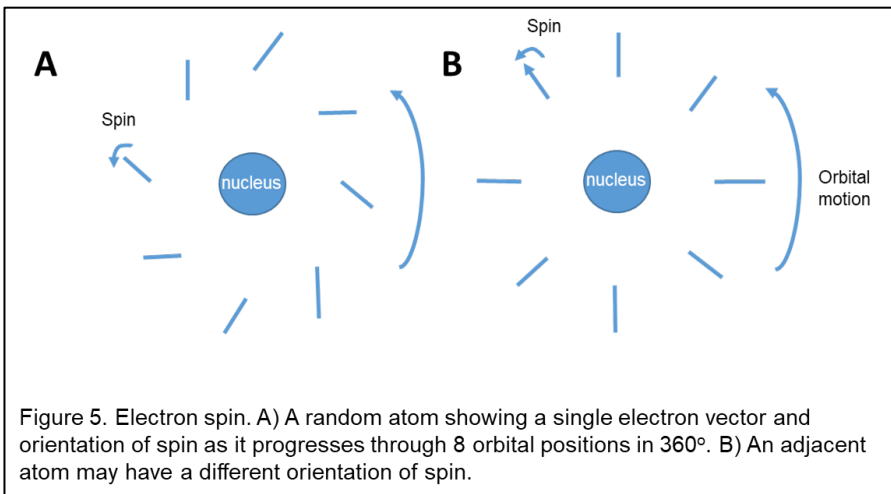 A
Spin
nucleus
B
Spin
nucleus
Orbital
motion
Figure 5. Electron spin. A) A random atom showing a single electron vector and
orientation of spin as it progresses through 8 orbital positions in 360º. B) An adjacent
atom may have a different orientation of spin.